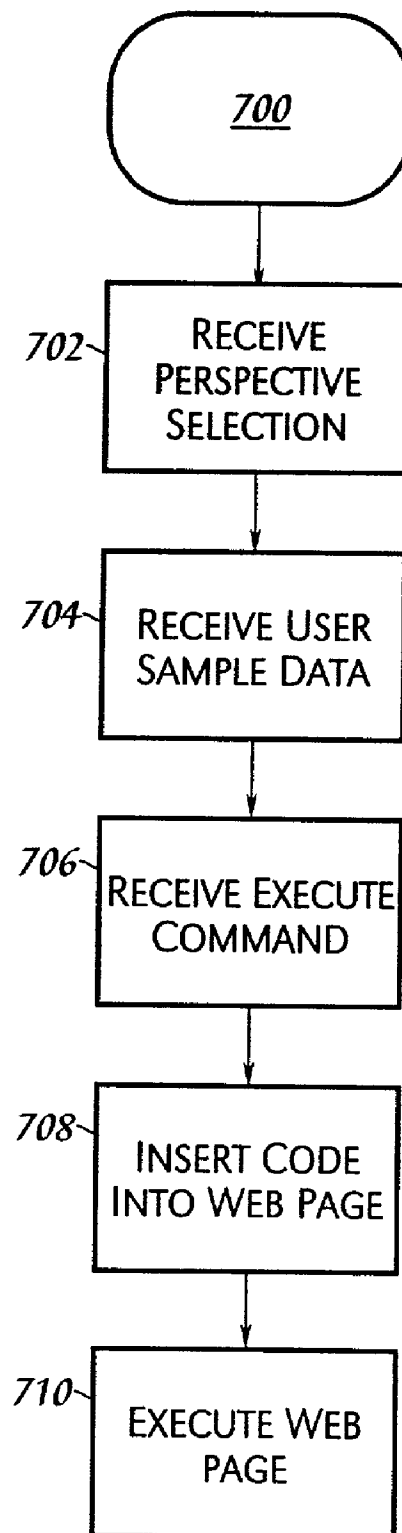 700
702
RECEIVE
PERSPECTIVE
SELECTION
704
RECEIVE USER
SAMPLE DATA
706
RECEIVE EXECUTE
COMMAND
708
INSERT CODE
INTO WEB PAGE
710
EXECUTE WEB
PAGE